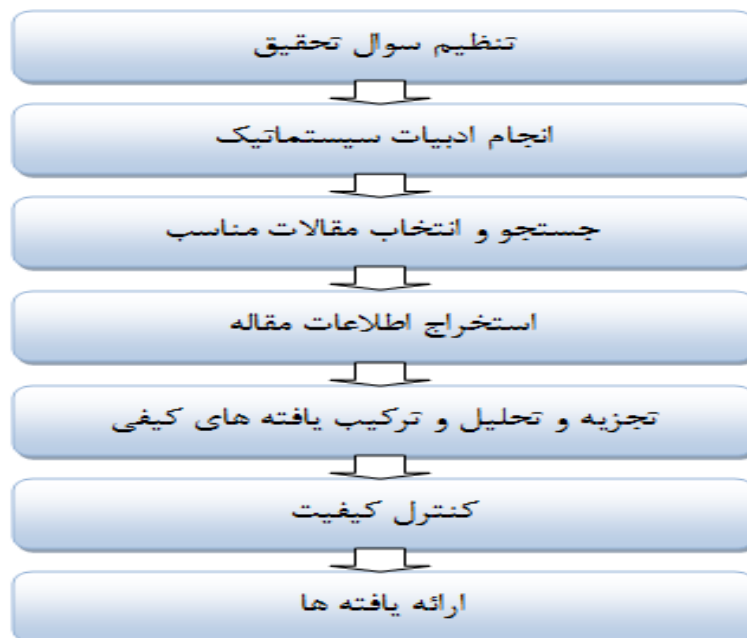 تنظیم سوال تحقیق
انجام ادبیات سیستماتیک
جستجو و انتخاب مقالات مناسب
استخراج اطلاعات مقاله
تجزیه و تحلیل و ترکیب یافته های کیفی
کنترل کیفیت
ارائه یافته ها